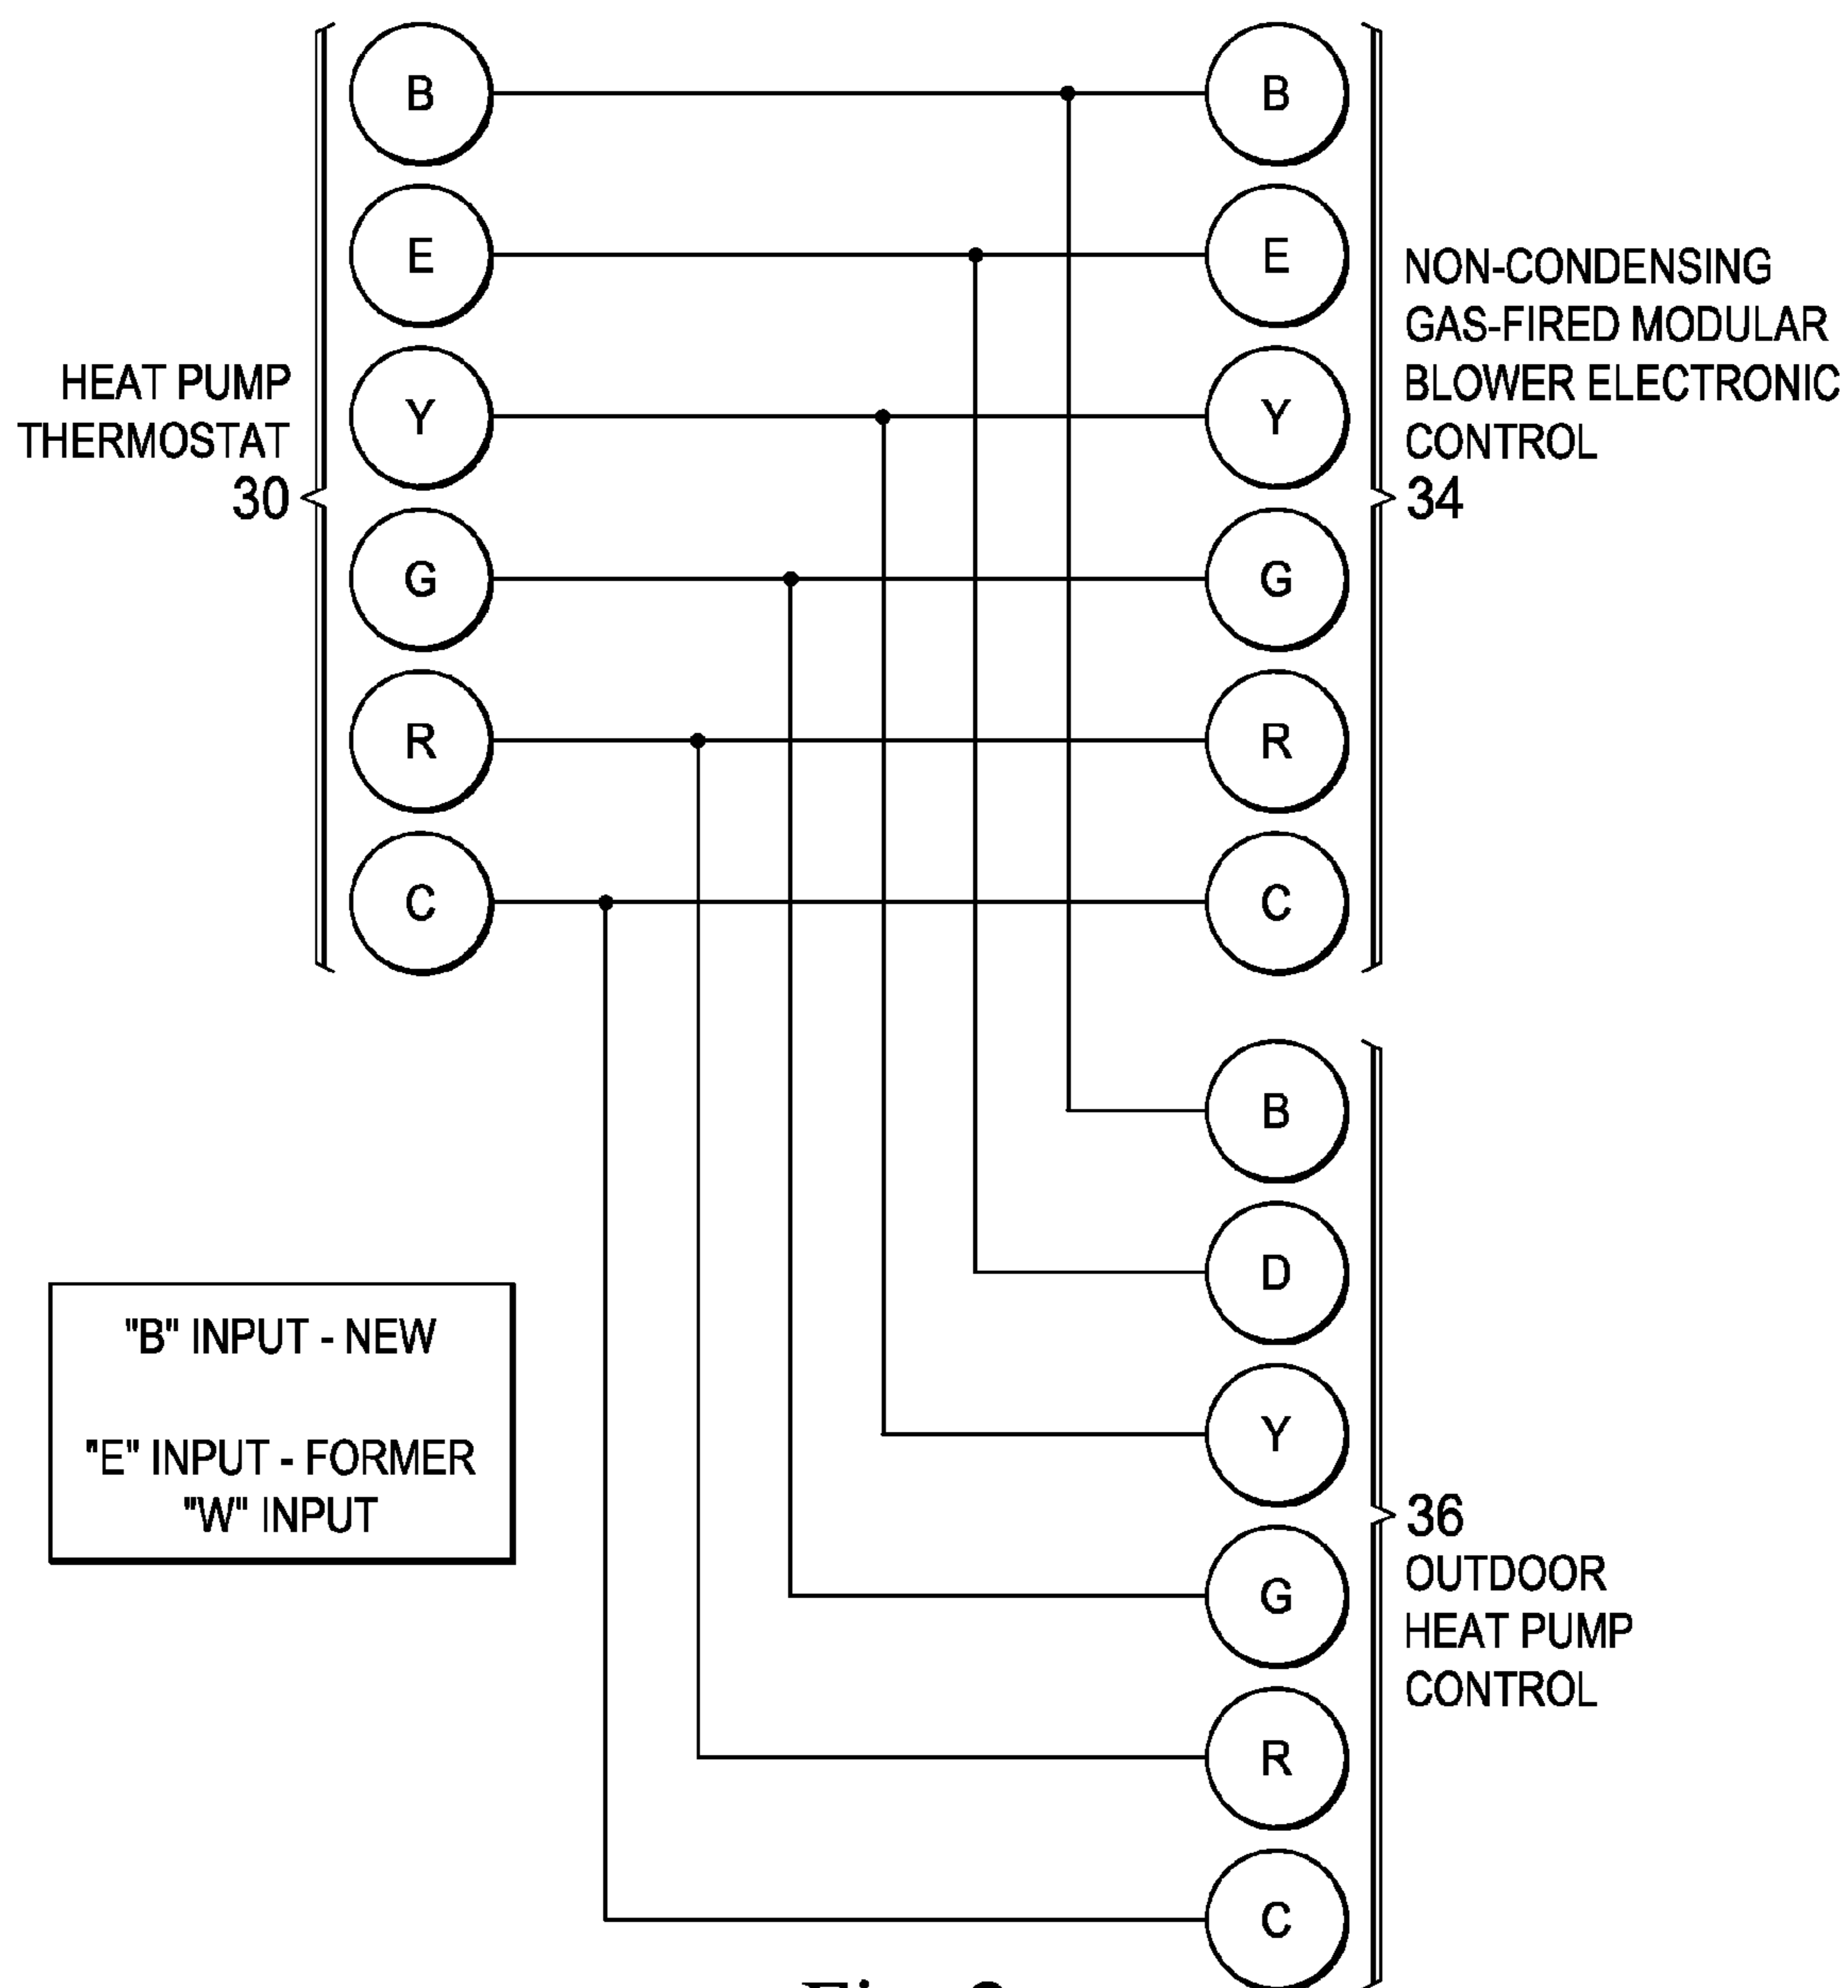 B
E
Y
G
R
C
HEAT PUMP
THERMOSTAT
30
B
E
Y
G
R
C
NON-CONDENSING
GAS-FIRED MODULAR
BLOWER ELECTRONIC
CONTROL
34
B
D
Y
G
R
C
36
OUTDOOR
HEAT PUMP
CONTROL
"B" INPUT - NEW
"E" INPUT - FORMER
"W" INPUT